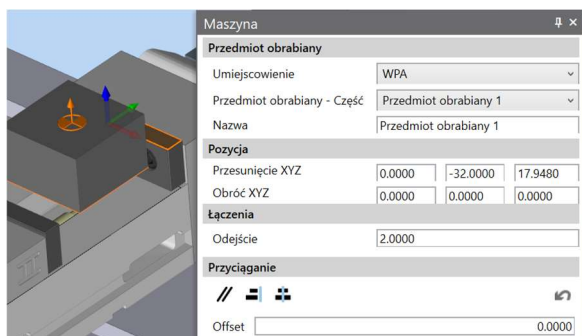 Maszyna
Przedmiot obrabiany
Umiejscowienie WPA
Przedmiot obrabiany - Część Przedmiot obrabiany 1
Nazwa Przedmiot obrabiany 1
Pozycja
Przesunięcie XYZ 0.0000 -32.0000 17.9480
Obróć XYZ 0.0000 0.0000 0.0000
Łączenia
Odejście 2.0000
Przyciąganie
Offset 0.0000